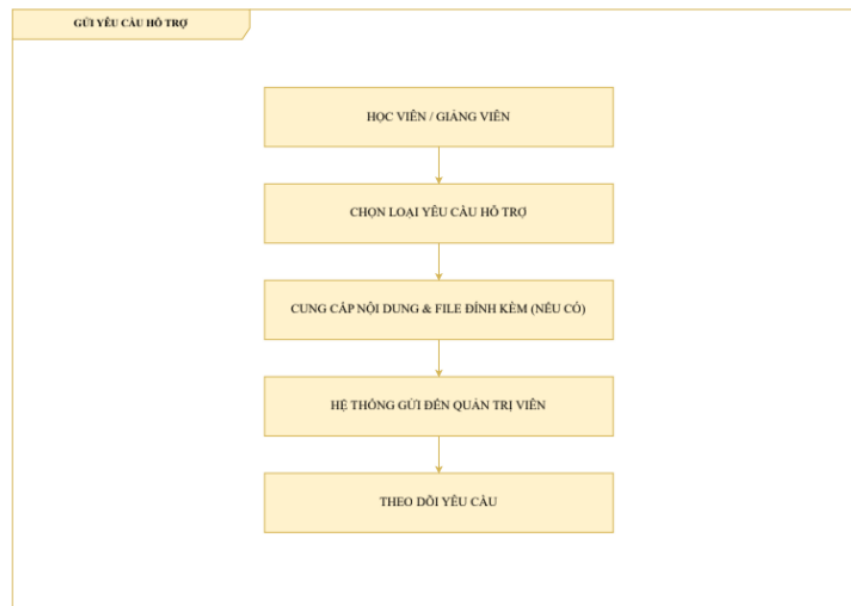 GỬI YÊU CẦU HỖ TRỢ
HỌC VIÊN / GIẢNG VIÊN
CHỌN LOẠI YÊU CẦU HỖ TRỢ
CUNG CẤP NỘI DUNG & FILE ĐÍNH KÈM (NẾU CÓ)
HỆ THỐNG GỬI ĐẾN QUẢN TRỊ VIÊN
THEO DÕI YÊU CẦU